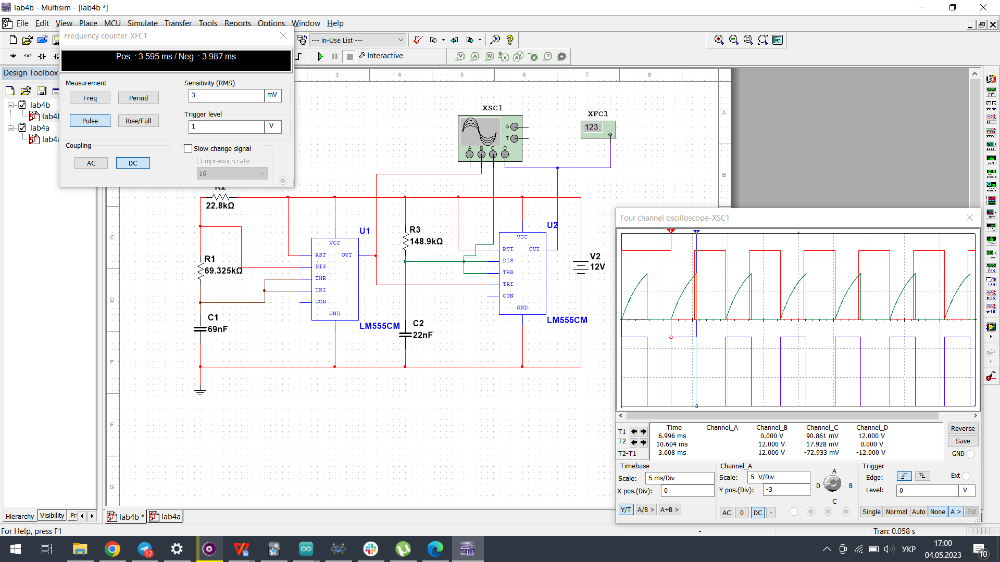 lab4b - Multisim - [lab4b *]
File Edit View Place MCU Simulate Transfer Tools Reports Options Window Help
Frequency counter-XFC1
--- In-Use List ---
Pos. : 3.595 ms / Neg. : 3.987 ms
Interactive
Design Toolbox
Measurement
Sensitivity (RMS)
Freq Period
3 mV
Trigger level
Pulse Rise/Fall
1 V
Coupling
Slow change signal
AC DC
Compression rate:
16
lab4b
lab4b
lab4a
lab4a
3 4 5 6 7 8
A
B
C
D
E
F
G
XSC1
G
T
A B C D
XFC1
123
R2
22.8kΩ
R1
69.325kΩ
C1
69nF
U1
VCC
RST OUT
DIS
THR
TRI
CON
GND
LM555CM
R3
148.9kΩ
C2
22nF
U2
VCC
RST OUT
DIS
THR
TRI
CON
GND
LM555CM
V2
12V
Four channel oscilloscope-XSC1
Time Channel_A Channel_B Channel_C Channel_D
T1 6.996 ms 0.000 V 90.861 mV 12.000 V
T2 10.604 ms 12.000 V 17.928 mV 0.000 V
T2-T1 3.608 ms 12.000 V -72.933 mV -12.000 V
Reverse
Save
GND
Timebase
Scale: 5 ms/Div
X pos.(Div): 0
Y/T A/B > A+B >
Channel_A
Scale: 5 V/Div
Y pos.(Div): -3
AC 0 DC -
A
D B
C
Trigger
Edge: Ext
Level: 0 V
Single Normal Auto None A > Ext
Hierarchy Visibility Pr
lab4b * lab4a
For Help, press F1
-
Tran: 0.058 s
17
УКР
17:00
04.05.2023
10